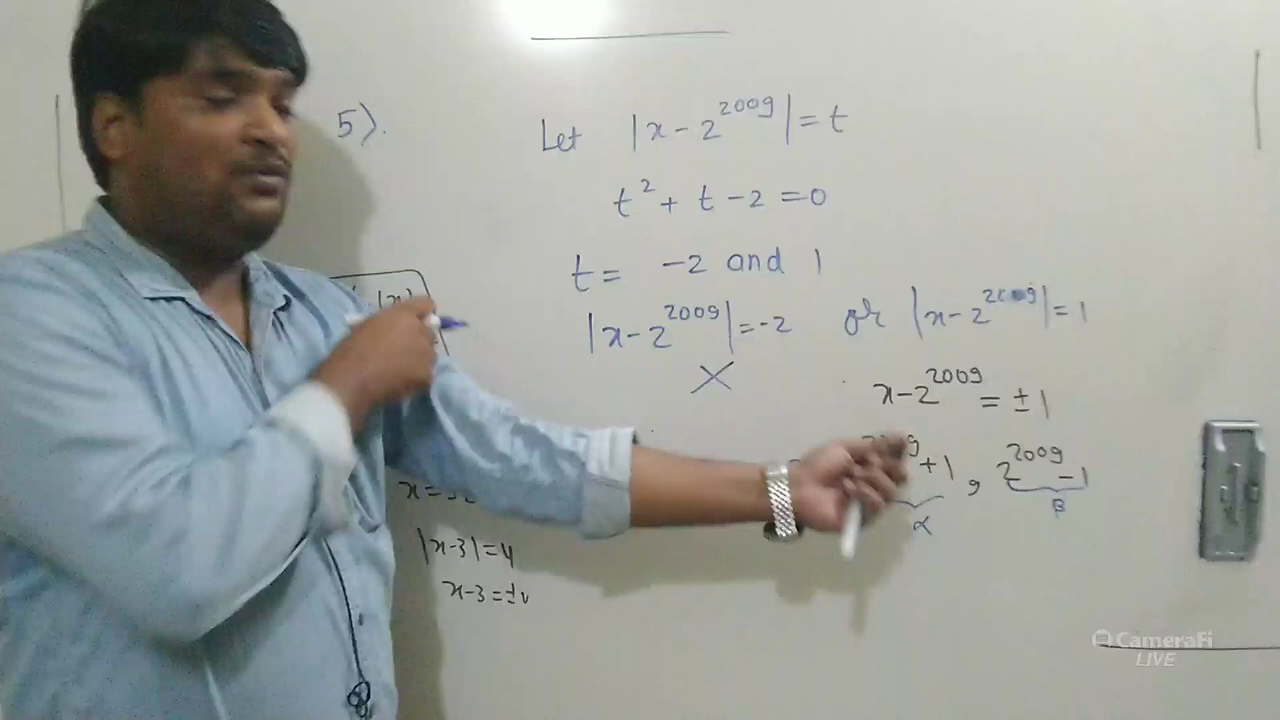 5).
Let |x-2^2009|=t
t^2+t-2=0
t= -2 and 1
|x-2^2009|=-2 or |x-2^2009|=1
X
x-2^2009=±1
+1, 2^2009-1
α β
|x|
x=
|x-3|=4
x-3=±4
CameraFi
LIVE